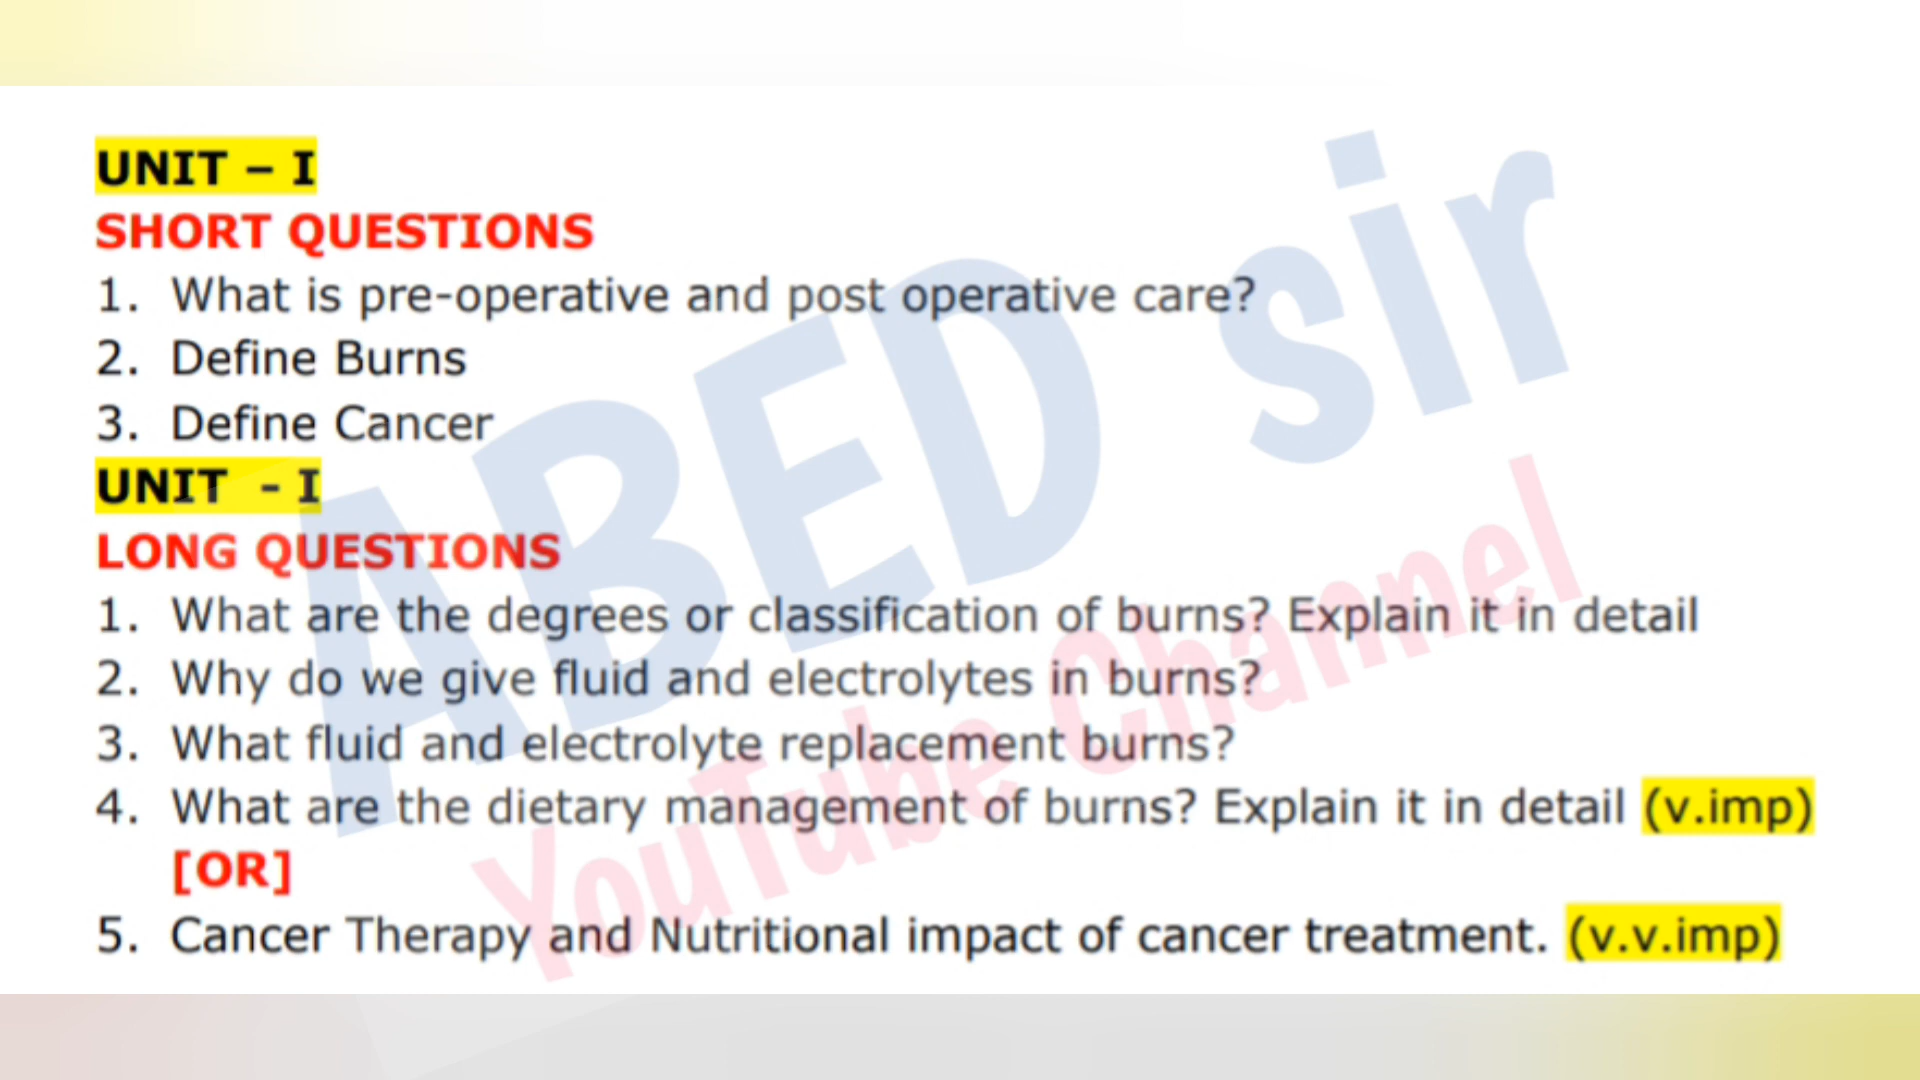 UNIT – I
SHORT QUESTIONS
1. What is pre-operative and post operative care?
2. Define Burns
3. Define Cancer
UNIT - I
LONG QUESTIONS
1. What are the degrees or classification of burns? Explain it in detail
2. Why do we give fluid and electrolytes in burns?
3. What fluid and electrolyte replacement burns?
4. What are the dietary management of burns? Explain it in detail (v.imp)
[OR]
5. Cancer Therapy and Nutritional impact of cancer treatment. (v.v.imp)
ABED sir
YouTube Channel